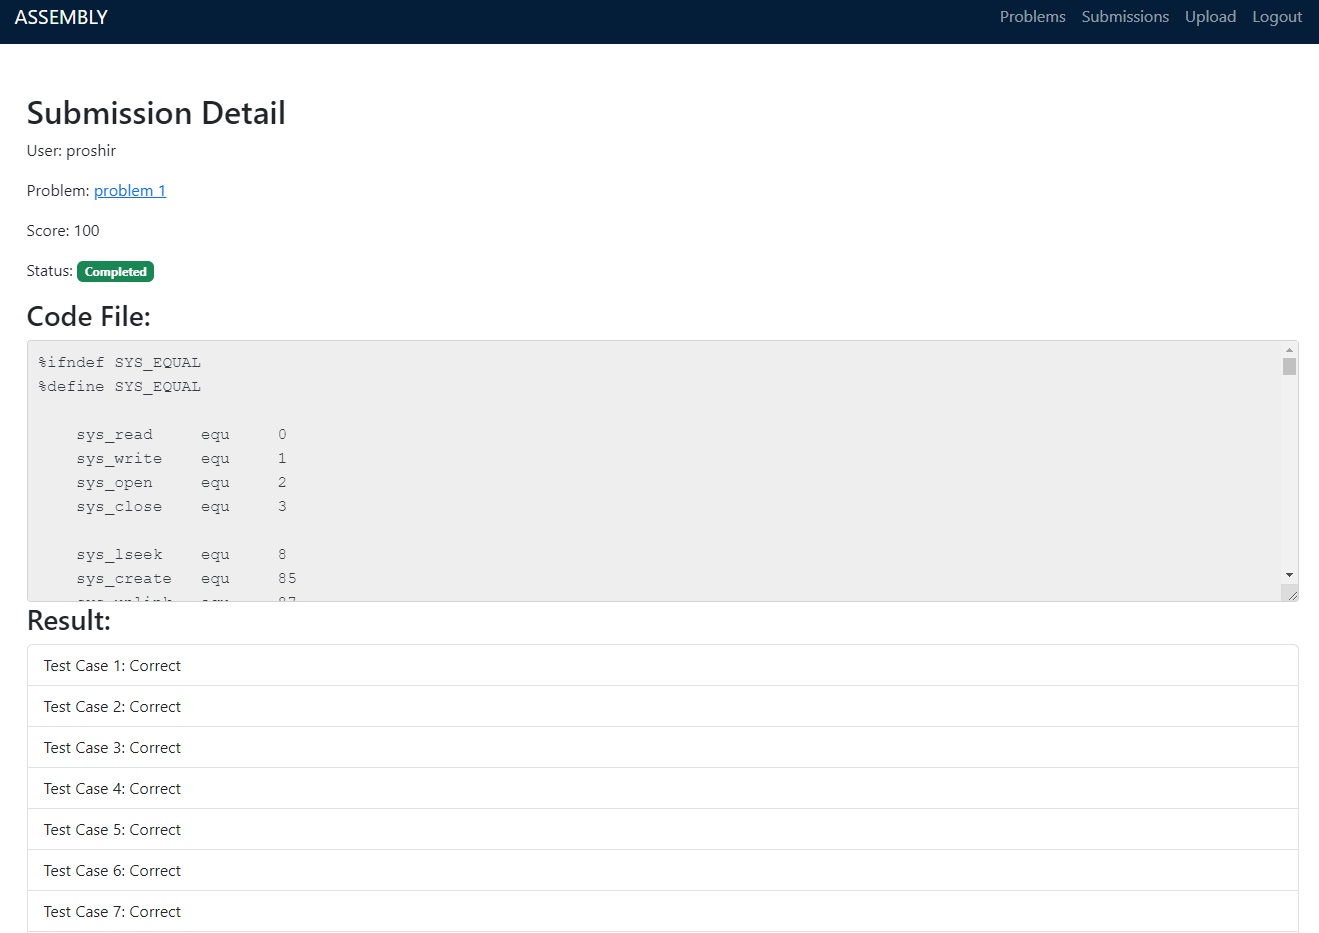 ASSEMBLY
Problems Submissions Upload Logout
Submission Detail
User: proshir
Problem: problem 1
Score: 100
Status: Completed
Code File:
%ifndef SYS_EQUAL
%define SYS_EQUAL
sys_read equ 0
sys_write equ 1
sys_open equ 2
sys_close equ 3
sys_lseek equ 8
sys_create equ 85
sys_unlink equ 87
Result:
Test Case 1: Correct
Test Case 2: Correct
Test Case 3: Correct
Test Case 4: Correct
Test Case 5: Correct
Test Case 6: Correct
Test Case 7: Correct